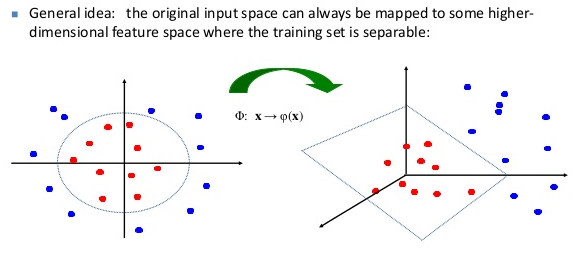 General idea: the original input space can always be mapped to some higher-
dimensional feature space where the training set is separable:
Φ: x → φ(x)